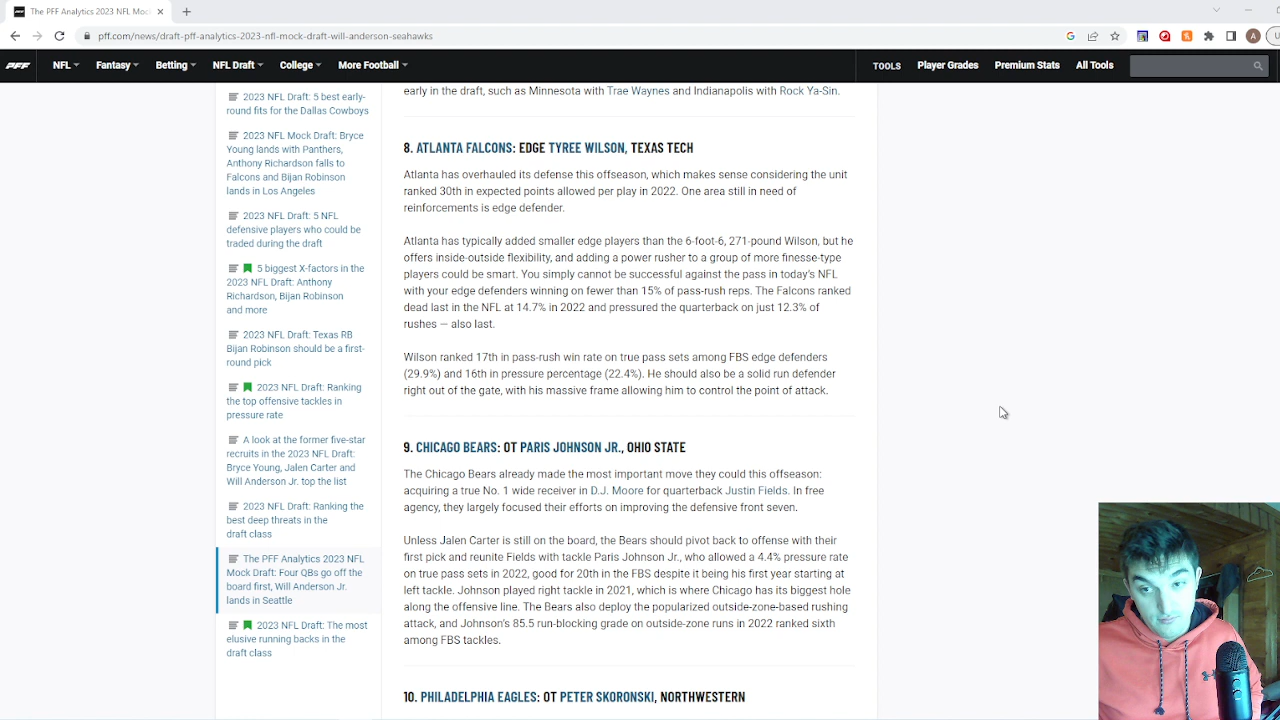 The PFF Analytics 2023 NFL Moc
pff.com/news/draft-pff-analytics-2023-nfl-mock-draft-will-anderson-seahawks
A
PFF
NFL
Fantasy
Betting
NFL Draft
College
More Football
TOOLS
Player Grades
Premium Stats
All Tools
2023 NFL Draft: 5 best early-
round fits for the Dallas Cowboys
2023 NFL Mock Draft: Bryce
Young lands with Panthers,
Anthony Richardson falls to
Falcons and Bijan Robinson
lands in Los Angeles
2023 NFL Draft: 5 NFL
defensive players who could be
traded during the draft
5 biggest X-factors in the
2023 NFL Draft: Anthony
Richardson, Bijan Robinson
and more
2023 NFL Draft: Texas RB
Bijan Robinson should be a first-
round pick
2023 NFL Draft: Ranking
the top offensive tackles in
pressure rate
A look at the former five-star
recruits in the 2023 NFL Draft:
Bryce Young, Jalen Carter and
Will Anderson Jr. top the list
2023 NFL Draft: Ranking the
best deep threats in the
draft class
The PFF Analytics 2023 NFL
Mock Draft: Four QBs go off the
board first, Will Anderson Jr.
lands in Seattle
2023 NFL Draft: The most
elusive running backs in the
draft class
early in the draft, such as Minnesota with Trae Waynes and Indianapolis with Rock Ya-Sin.
8. ATLANTA FALCONS: EDGE TYREE WILSON, TEXAS TECH
Atlanta has overhauled its defense this offseason, which makes sense considering the unit
ranked 30th in expected points allowed per play in 2022. One area still in need of
reinforcements is edge defender.
Atlanta has typically added smaller edge players than the 6-foot-6, 271-pound Wilson, but he
offers inside-outside flexibility, and adding a power rusher to a group of more finesse-type
players could be smart. You simply cannot be successful against the pass in today's NFL
with your edge defenders winning on fewer than 15% of pass-rush reps. The Falcons ranked
dead last in the NFL at 14.7% in 2022 and pressured the quarterback on just 12.3% of
rushes — also last.
Wilson ranked 17th in pass-rush win rate on true pass sets among FBS edge defenders
(29.9%) and 16th in pressure percentage (22.4%). He should also be a solid run defender
right out of the gate, with his massive frame allowing him to control the point of attack.
9. CHICAGO BEARS: OT PARIS JOHNSON JR., OHIO STATE
The Chicago Bears already made the most important move they could this offseason:
acquiring a true No. 1 wide receiver in D.J. Moore for quarterback Justin Fields. In free
agency, they largely focused their efforts on improving the defensive front seven.
Unless Jalen Carter is still on the board, the Bears should pivot back to offense with their
first pick and reunite Fields with tackle Paris Johnson Jr., who allowed a 4.4% pressure rate
on true pass sets in 2022, good for 20th in the FBS despite it being his first year starting at
left tackle. Johnson played right tackle in 2021, which is where Chicago has its biggest hole
along the offensive line. The Bears also deploy the popularized outside-zone-based rushing
attack, and Johnson's 85.5 run-blocking grade on outside-zone runs in 2022 ranked sixth
among FBS tackles.
10. PHILADELPHIA EAGLES: OT PETER SKORONSKI, NORTHWESTERN